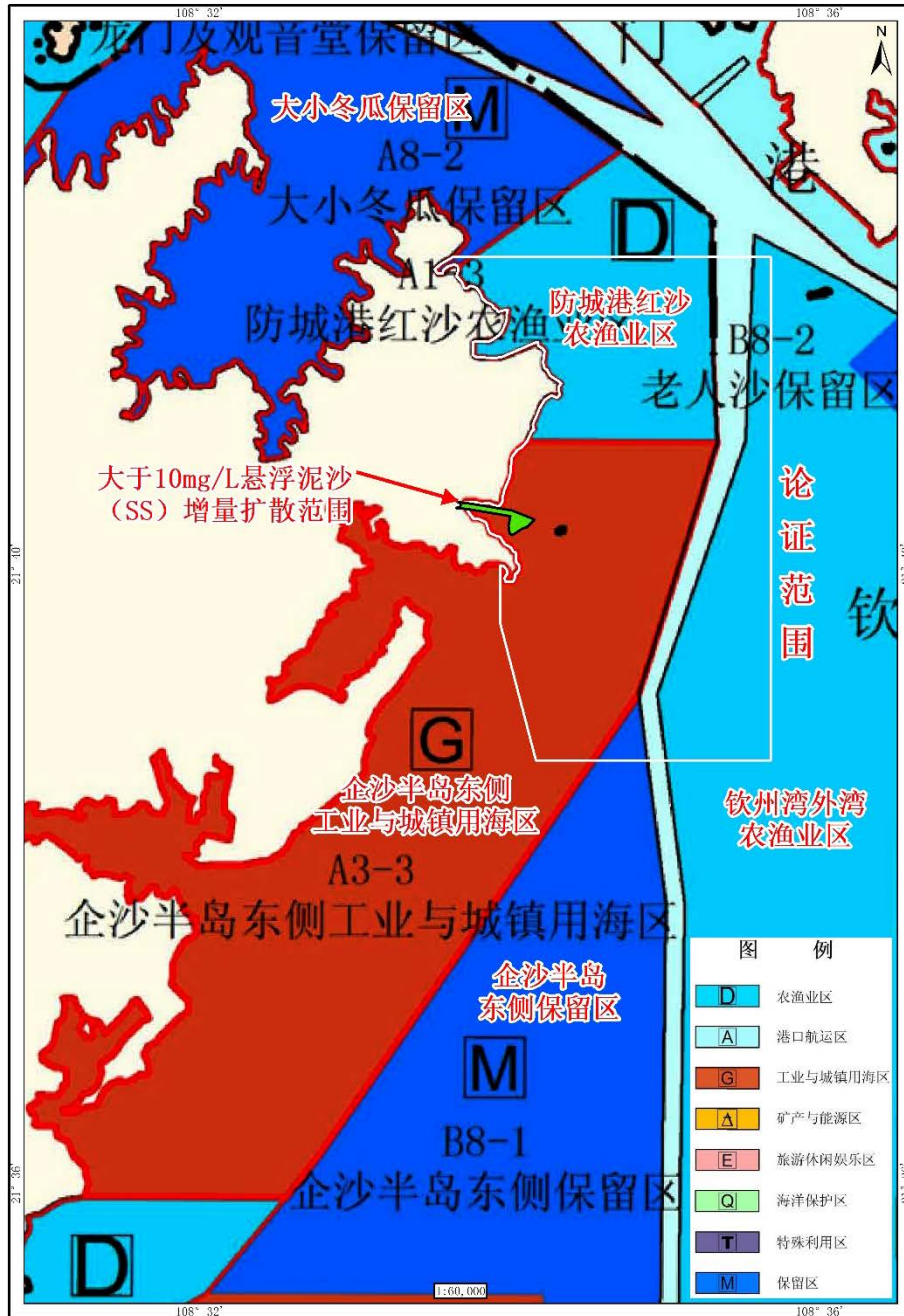 108° 32'
108° 36'
N
龙门及观音堂保留区
门
大小冬瓜保留区
M
A8-2
大小冬瓜保留区
港
D
A1-3
防城港红沙农渔业区
防城港红沙
农渔业区
B8-2
老人沙保留区
大于10mg/L悬浮泥沙
（SS）增量扩散范围
论证范围
21° 40'
21° 40'
钦
G
企沙半岛东侧
工业与城镇用海区
钦州湾外湾
农渔业区
A3-3
企沙半岛东侧工业与城镇用海区
企沙半岛
东侧保留区
M
B8-1
企沙半岛东侧保留区
21° 36'
21° 36'
D
图 例
D 农渔业区
A 港口航运区
G 工业与城镇用海区
矿产与能源区
E 旅游休闲娱乐区
Q 海洋保护区
T 特殊利用区
M 保留区
1:60,000
108° 32'
108° 36'